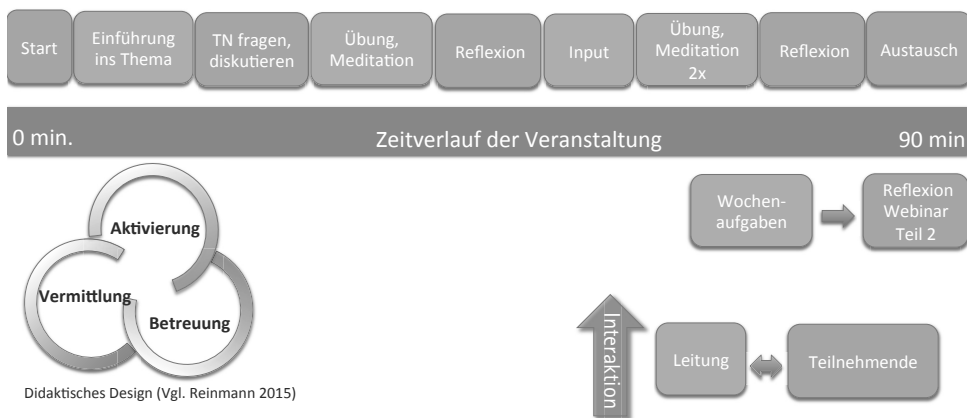 Start
Einführung
ins Thema
TN fragen,
diskutieren
Übung,
Meditation
Reflexion
Input
Übung,
Meditation
2x
Reflexion
Austausch
0 min.
Zeitverlauf der Veranstaltung
90 min
Aktivierung
Vermittlung
Betreuung
Didaktisches Design (Vgl. Reinmann 2015)
Wochen-
aufgaben
Reflexion
Webinar
Teil 2
Interaktion
Leitung
Teilnehmende